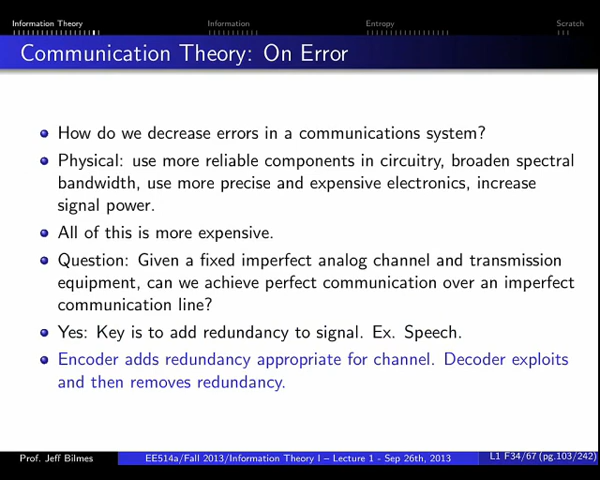 Information Theory Information Entropy Scratch
Communication Theory: On Error
How do we decrease errors in a communications system?
Physical: use more reliable components in circuitry, broaden spectral
bandwidth, use more precise and expensive electronics, increase
signal power.
All of this is more expensive.
Question: Given a fixed imperfect analog channel and transmission
equipment, can we achieve perfect communication over an imperfect
communication line?
Yes: Key is to add redundancy to signal. Ex. Speech.
Encoder adds redundancy appropriate for channel. Decoder exploits
and then removes redundancy.
Prof. Jeff Bilmes EE514a/Fall 2013/Information Theory I – Lecture 1 - Sep 26th, 2013 L1 F34/67 (pg.103/242)